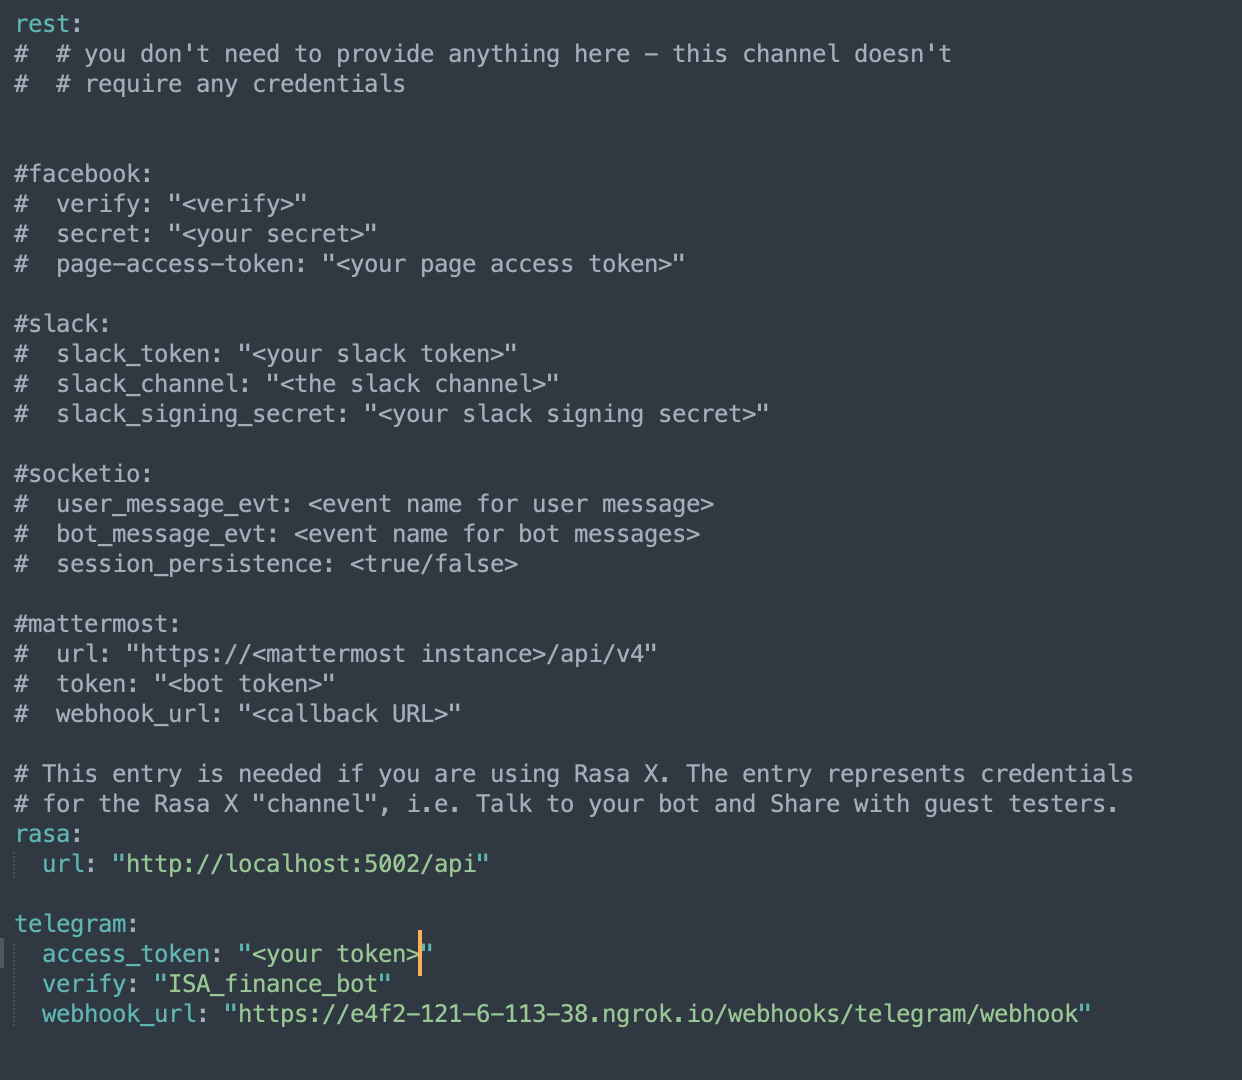 rest:
#  # you don't need to provide anything here - this channel doesn't
#  # require any credentials
#facebook:
#  verify: "<verify>"
#  secret: "<your secret>"
#  page-access-token: "<your page access token>"
#slack:
#  slack_token: "<your slack token>"
#  slack_channel: "<the slack channel>"
#  slack_signing_secret: "<your slack signing secret>"
#socketio:
#  user_message_evt: <event name for user message>
#  bot_message_evt: <event name for bot messages>
#  session_persistence: <true/false>
#mattermost:
#  url: "https://<mattermost instance>/api/v4"
#  token: "<bot token>"
#  webhook_url: "<callback URL>"
# This entry is needed if you are using Rasa X. The entry represents credentials
# for the Rasa X "channel", i.e. Talk to your bot and Share with guest testers.
rasa:
  url: "http://localhost:5002/api"
telegram:
  access_token: "<your token>"
  verify: "ISA_finance_bot"
  webhook_url: "https://e4f2-121-6-113-38.ngrok.io/webhooks/telegram/webhook"